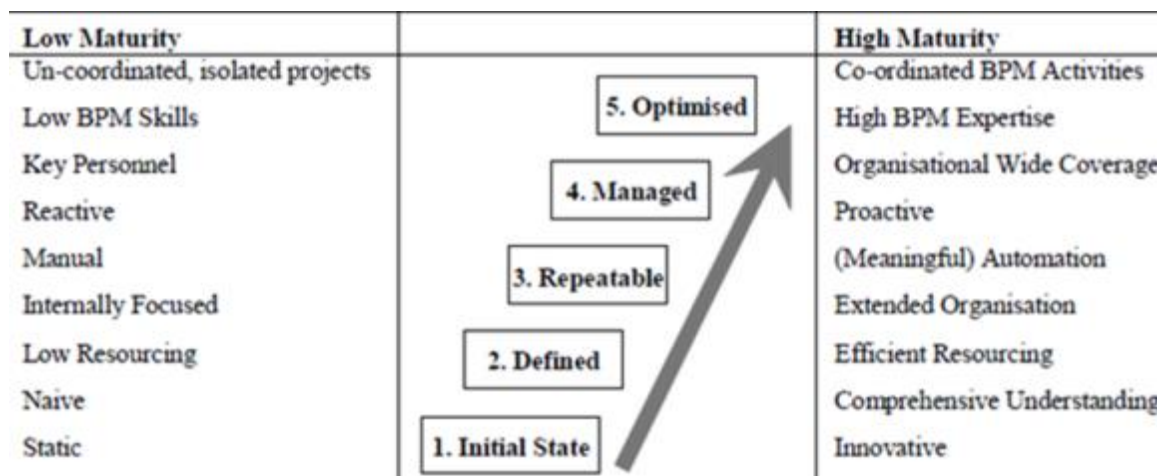 Low Maturity
High Maturity
Un-coordinated, isolated projects
Co-ordinated BPM Activities
5. Optimised
Low BPM Skills
High BPM Expertise
Key Personnel
Organisational Wide Coverage
4. Managed
Reactive
Proactive
Manual
(Meaningful) Automation
3. Repeatable
Internally Focused
Extended Organisation
Low Resourcing
2. Defined
Efficient Resourcing
Naive
Comprehensive Understanding
Static
1. Initial State
Innovative